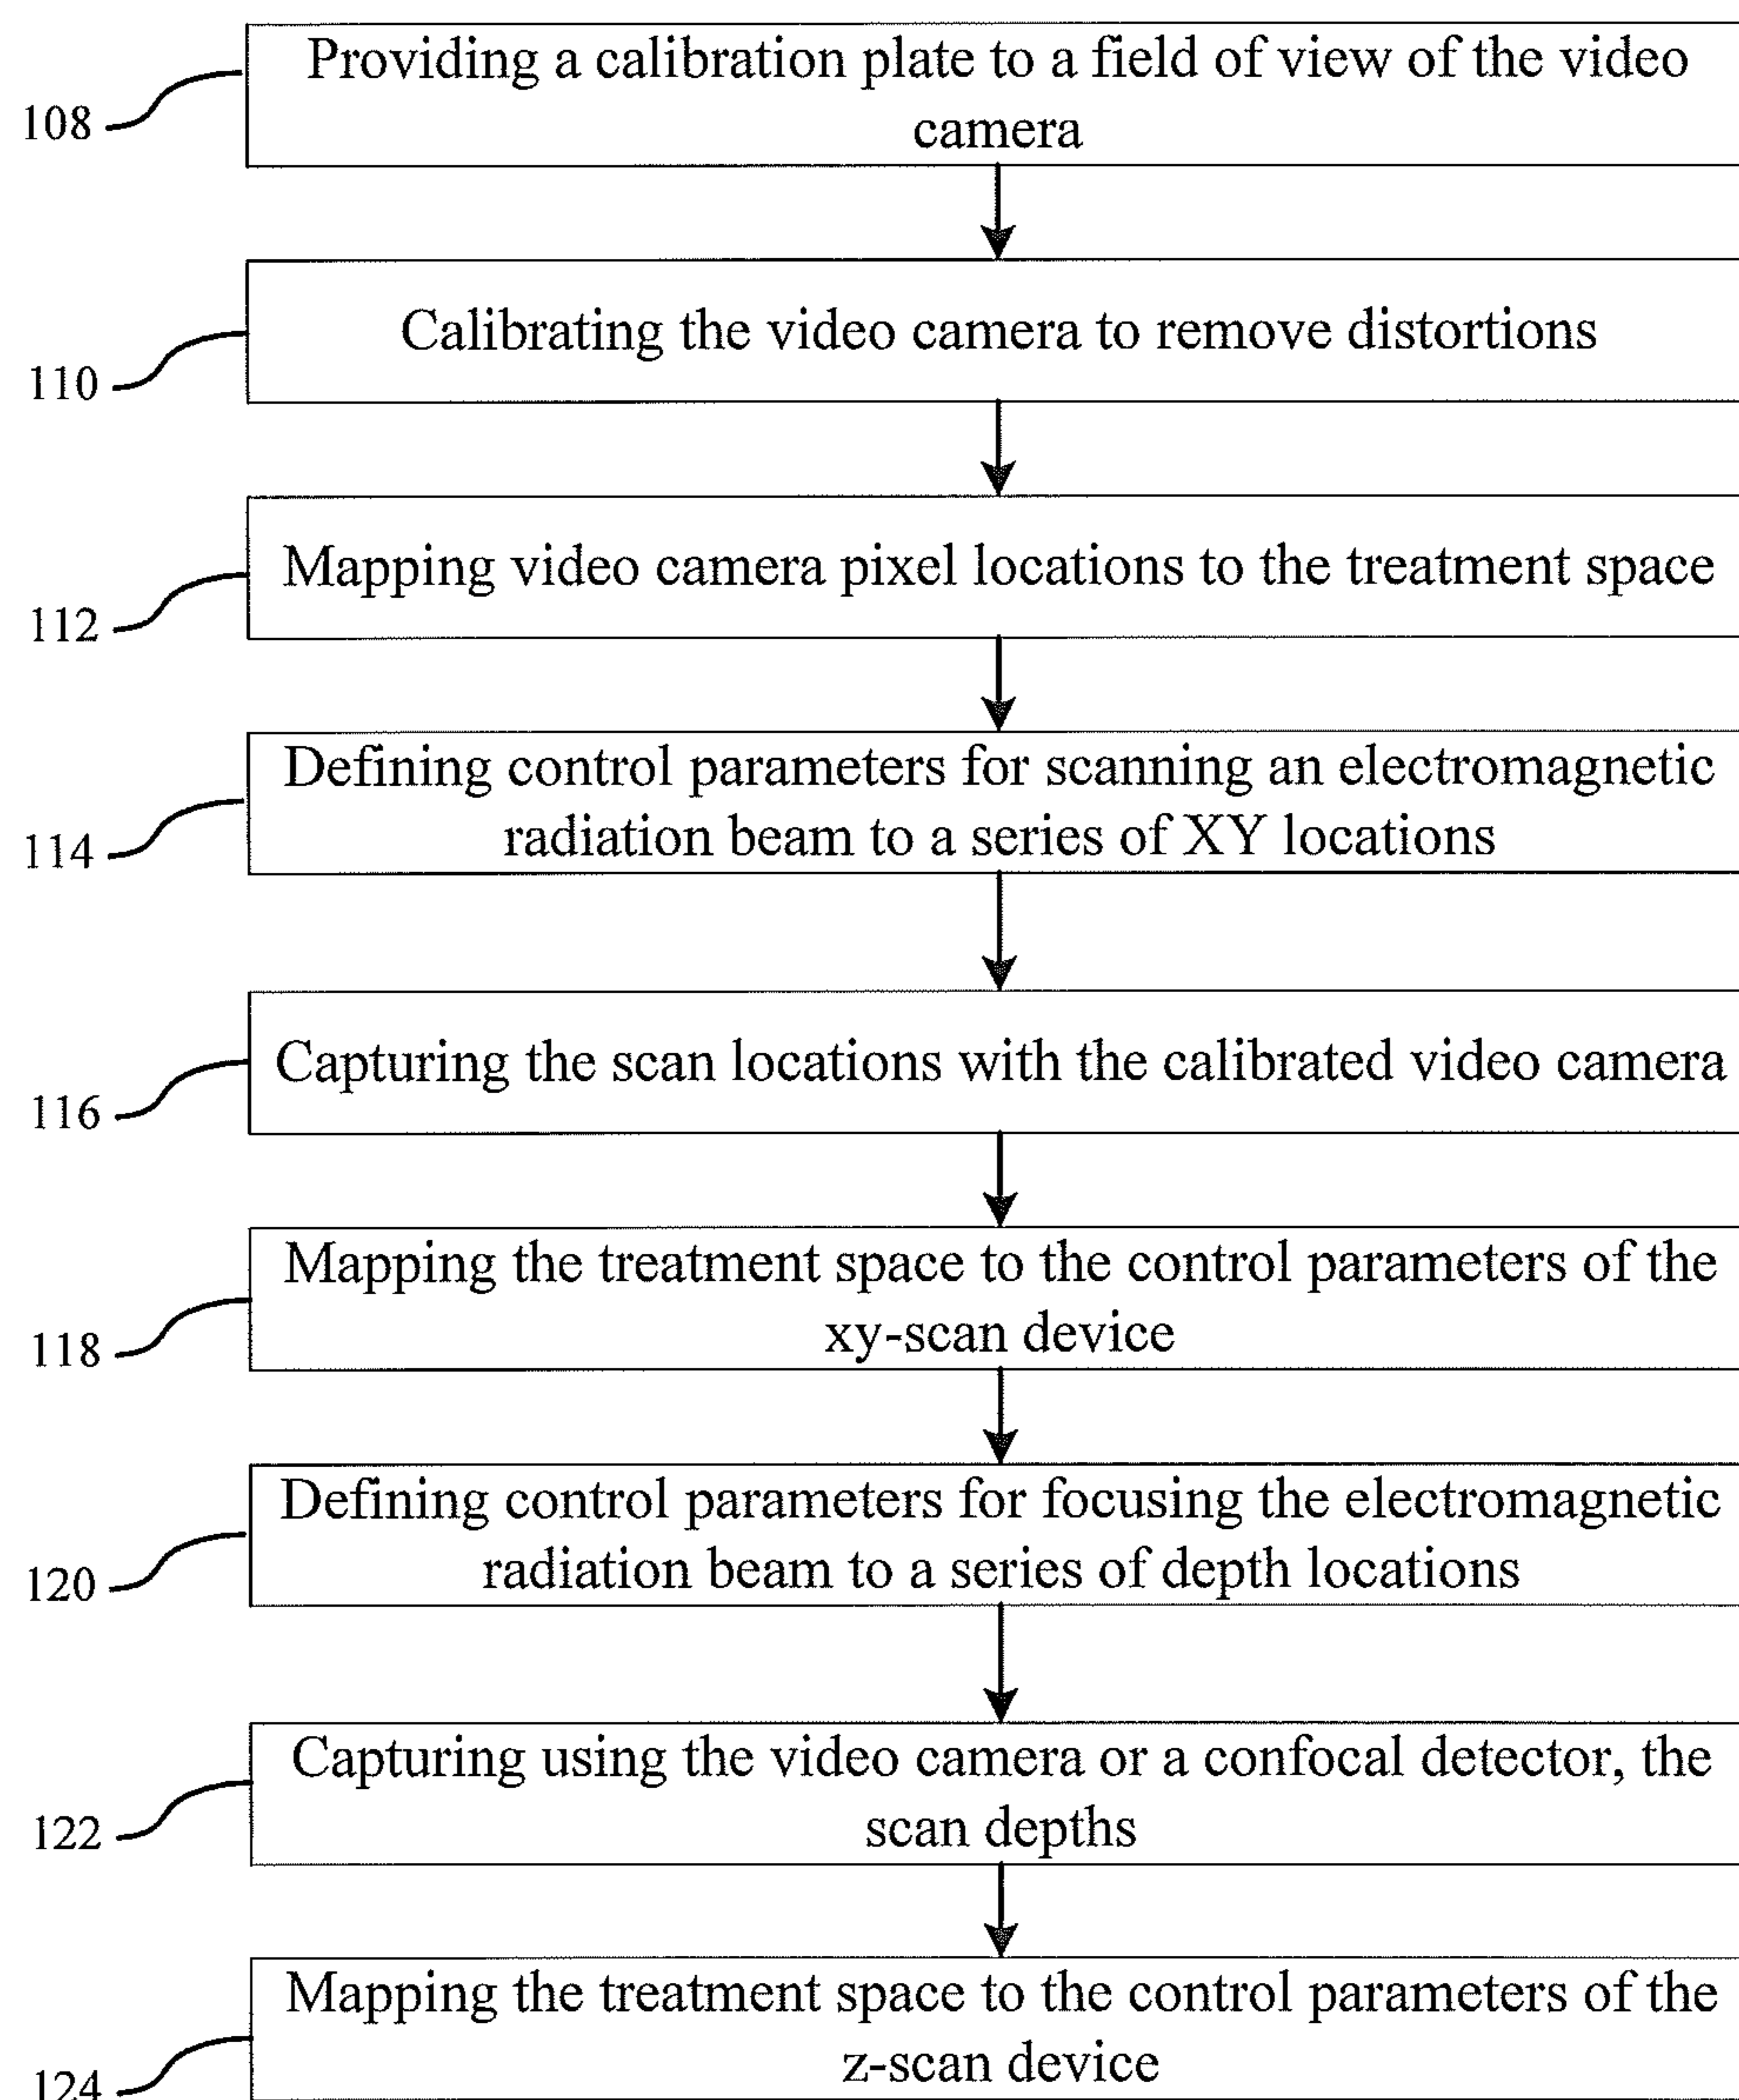 Providing a calibration plate to a field of view of the video
camera
108
Calibrating the video camera to remove distortions
110
Mapping video camera pixel locations to the treatment space
112
Defining control parameters for scanning an electromagnetic
radiation beam to a series of XY locations
114
Capturing the scan locations with the calibrated video camera
116
Mapping the treatment space to the control parameters of the
xy-scan device
118
Defining control parameters for focusing the electromagnetic
radiation beam to a series of depth locations
120
Capturing using the video camera or a confocal detector, the
scan depths
122
Mapping the treatment space to the control parameters of the
z-scan device
124